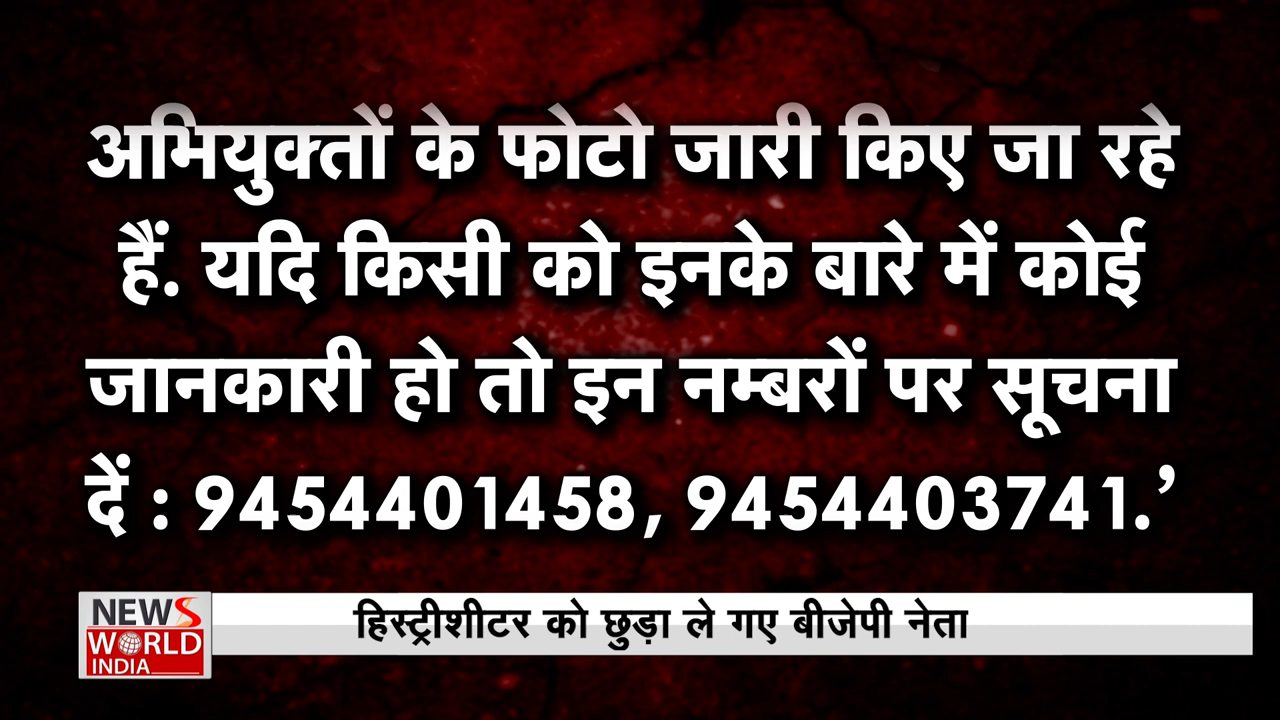 अभियुक्तों के फोटो जारी किए जा रहे
हैं. यदि किसी को इनके बारे में कोई
जानकारी हो तो इन नम्बरों पर सूचना
दें : 9454401458, 9454403741.’
NEWS
WORLD
INDIA
हिस्ट्रीशीटर को छुड़ा ले गए बीजेपी नेता